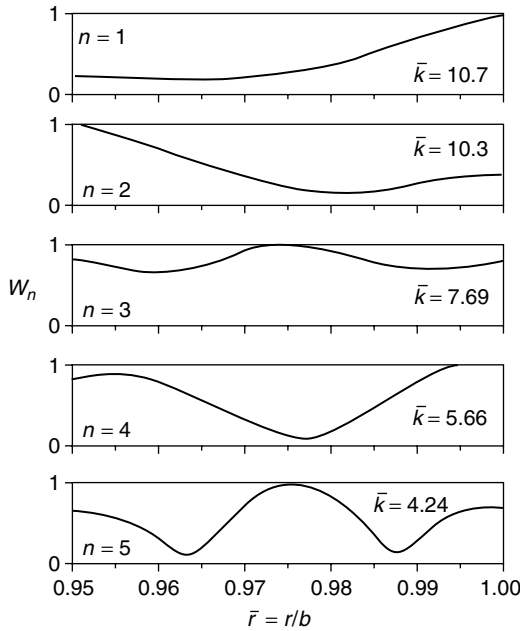 1
n = 1
k̄ = 10.7
0
1
k̄ = 10.3
n = 2
0
1
k̄ = 7.69
n = 3
0
Wₙ
1
k̄ = 5.66
n = 4
0
1
k̄ = 4.24
n = 5
0
0.95 0.96 0.97 0.98 0.99 1.00
r̄ = r/b